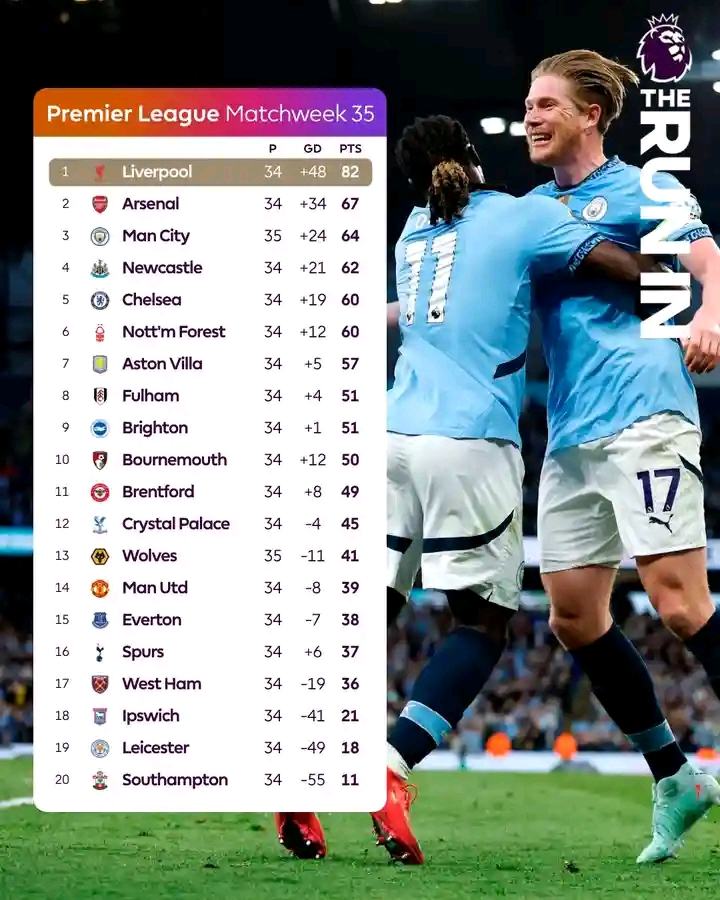 Premier League Matchweek 35
P GD PTS
1 Liverpool 34 +48 82
2 Arsenal 34 +34 67
3 Man City 35 +24 64
4 Newcastle 34 +21 62
5 Chelsea 34 +19 60
6 Nott'm Forest 34 +12 60
7 Aston Villa 34 +5 57
8 Fulham 34 +4 51
9 Brighton 34 +1 51
10 Bournemouth 34 +12 50
11 Brentford 34 +8 49
12 Crystal Palace 34 -4 45
13 Wolves 35 -11 41
14 Man Utd 34 -8 39
15 Everton 34 -7 38
16 Spurs 34 +6 37
17 West Ham 34 -19 36
18 Ipswich 34 -41 21
19 Leicester 34 -49 18
20 Southampton 34 -55 11
THE
RUN IN
11
17